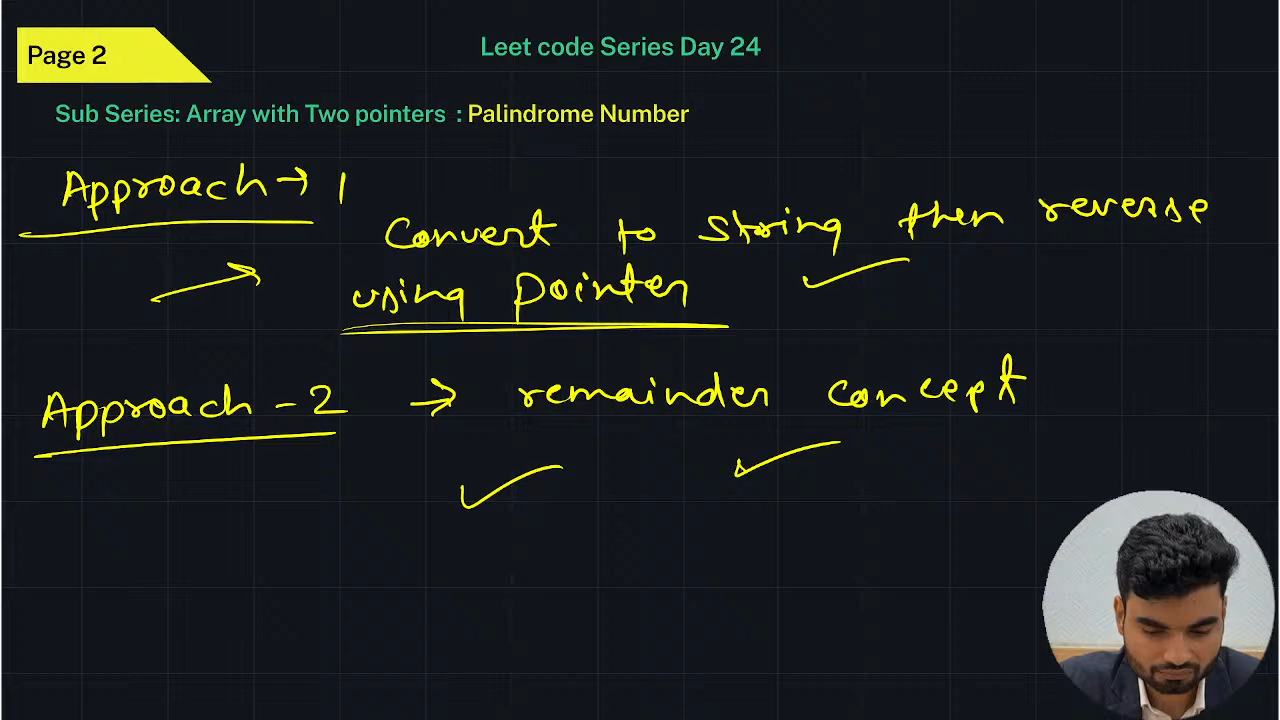 Page 2
Leet code Series Day 24
Sub Series: Array with Two pointers : Palindrome Number
Approach → 1
Convert to string then reverse
using pointer
Approach - 2 → remainder concept